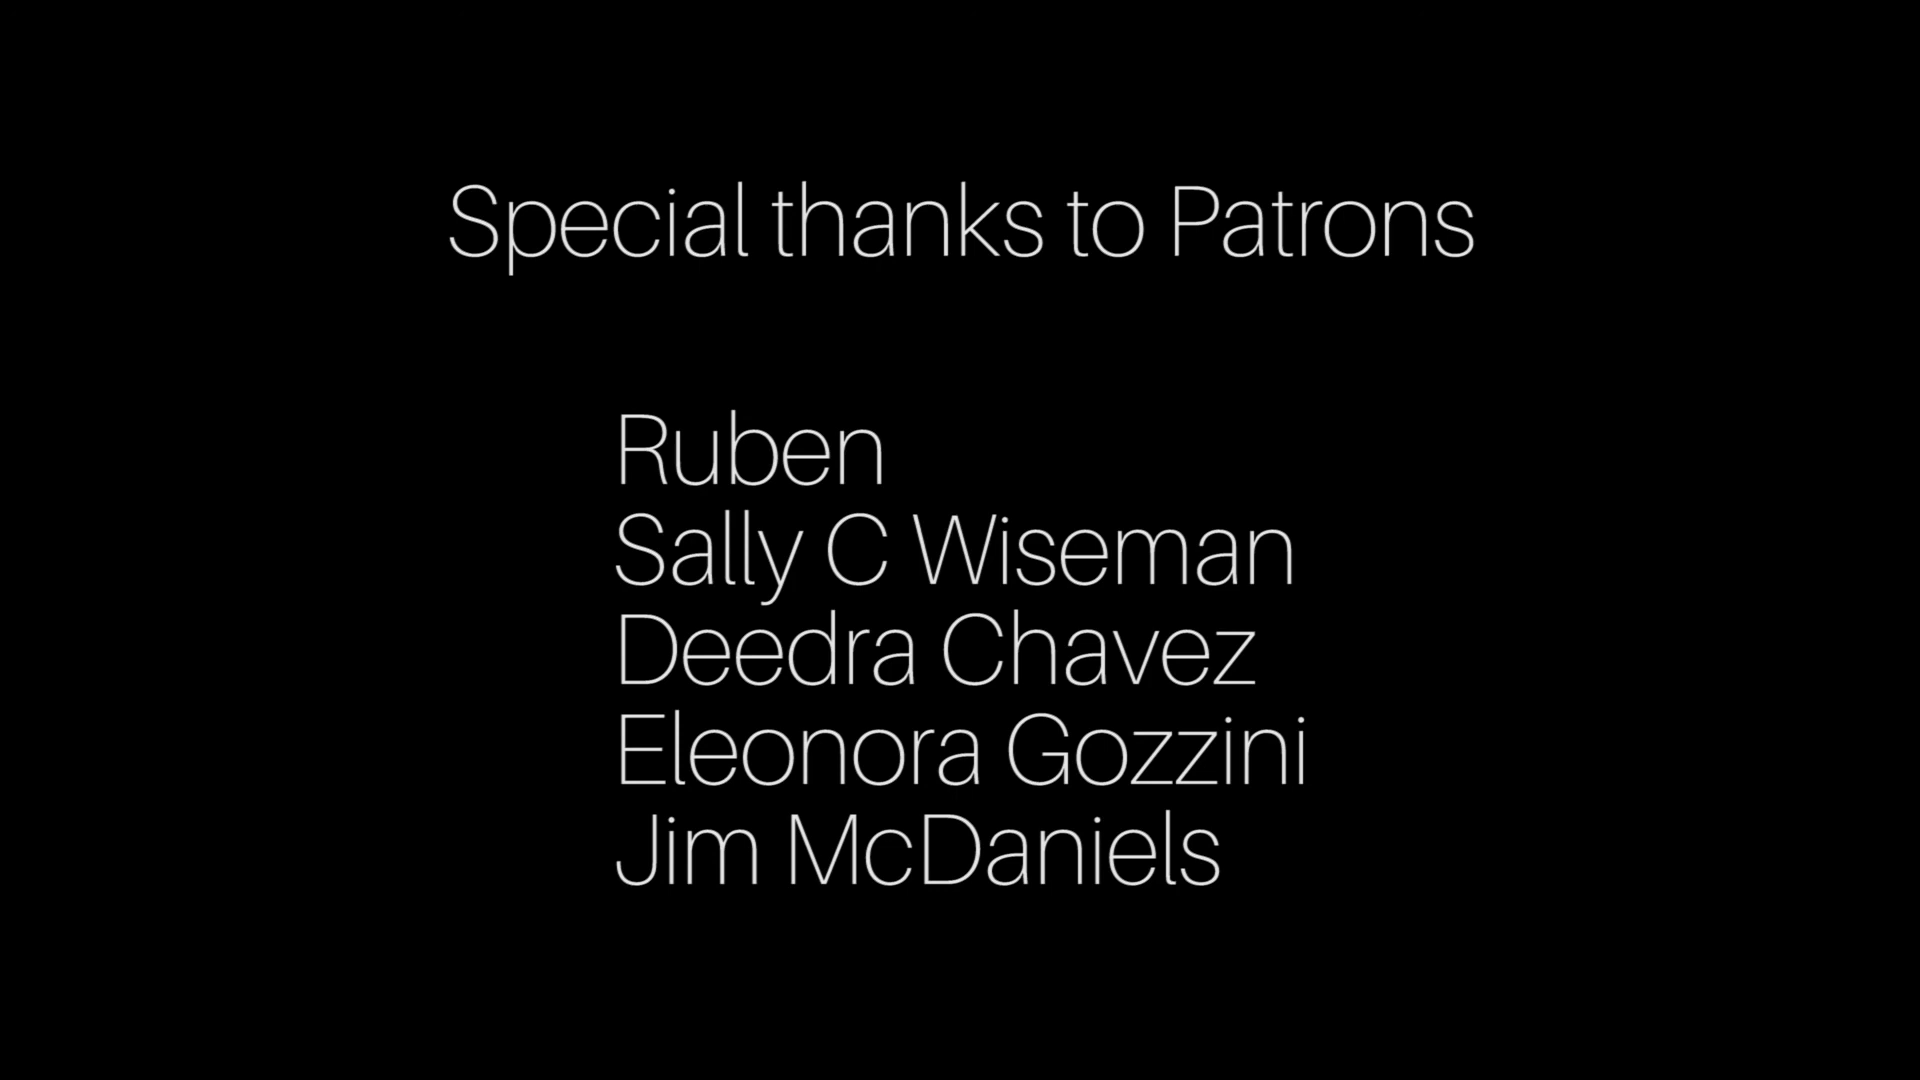 Special thanks to Patrons
Ruben
Sally C Wiseman
Deedra Chavez
Eleonora Gozzini
Jim McDaniels